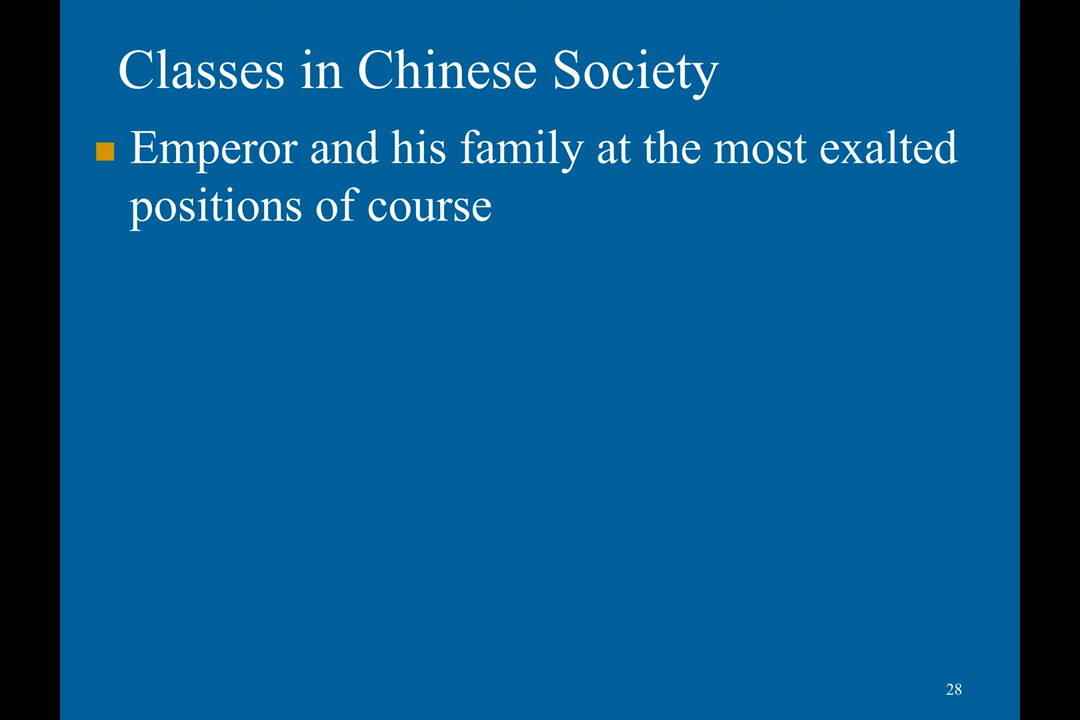 Classes in Chinese Society
Emperor and his family at the most exalted
positions of course
28